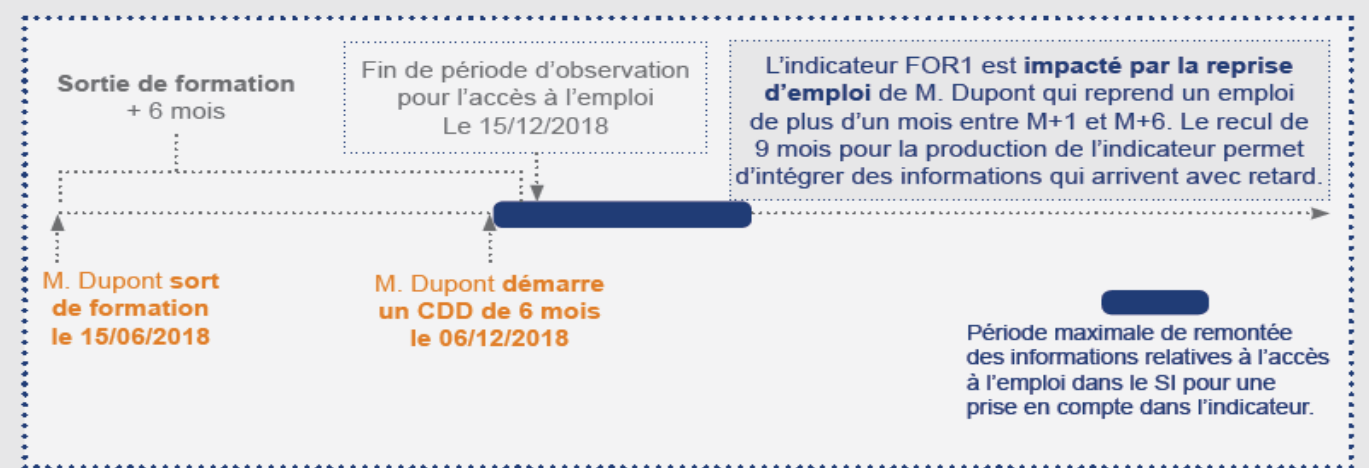 Sortie de formation
+ 6 mois
Fin de période d'observation
pour l'accès à l'emploi
Le 15/12/2018
L'indicateur FOR1 est impacté par la reprise
d'emploi de M. Dupont qui reprend un emploi
de plus d'un mois entre M+1 et M+6. Le recul de
9 mois pour la production de l'indicateur permet
d'intégrer des informations qui arrivent avec retard.
M. Dupont sort
de formation
le 15/06/2018
M. Dupont démarre
un CDD de 6 mois
le 06/12/2018
Période maximale de remontée
des informations relatives à l'accès
à l'emploi dans le SI pour une
prise en compte dans l'indicateur.